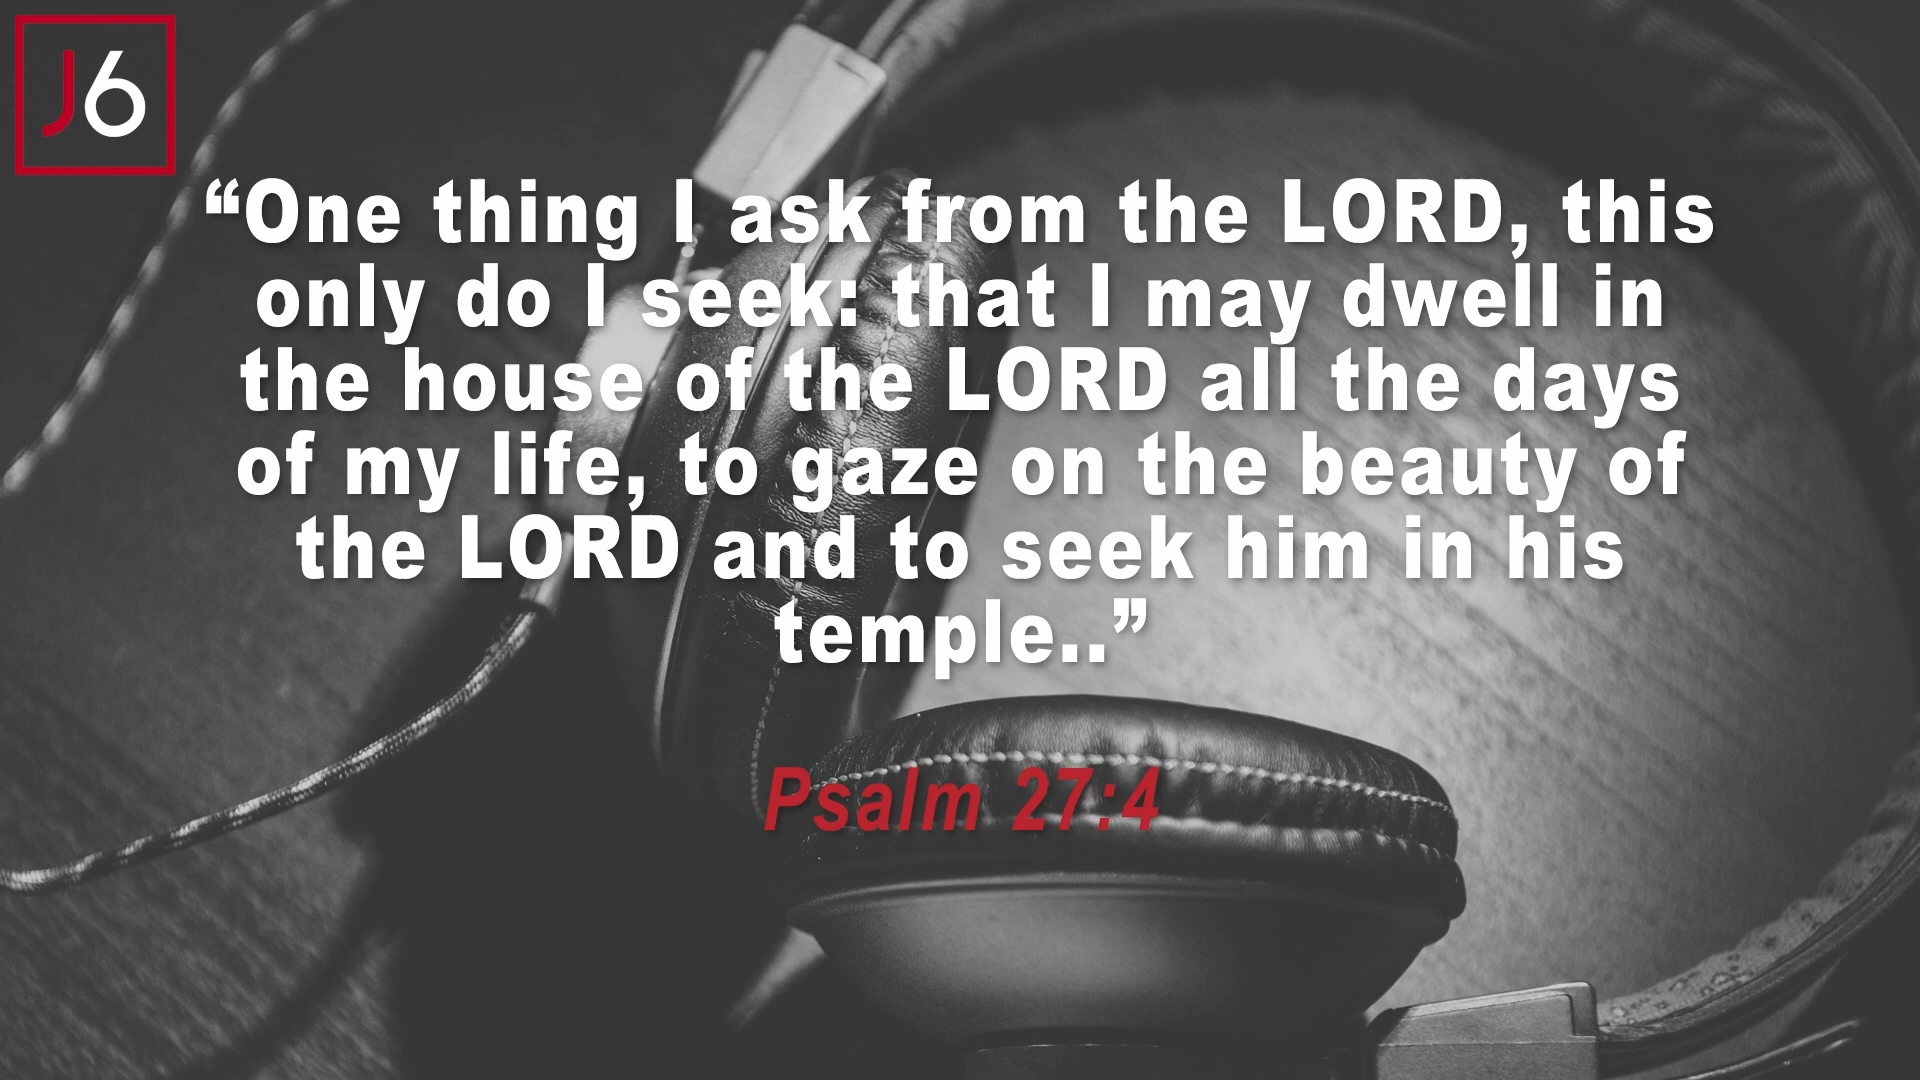 J6
“One thing I ask from the LORD, this
only do I seek: that I may dwell in
the house of the LORD all the days
of my life, to gaze on the beauty of
the LORD and to seek him in his
temple..”
Psalm 27:4